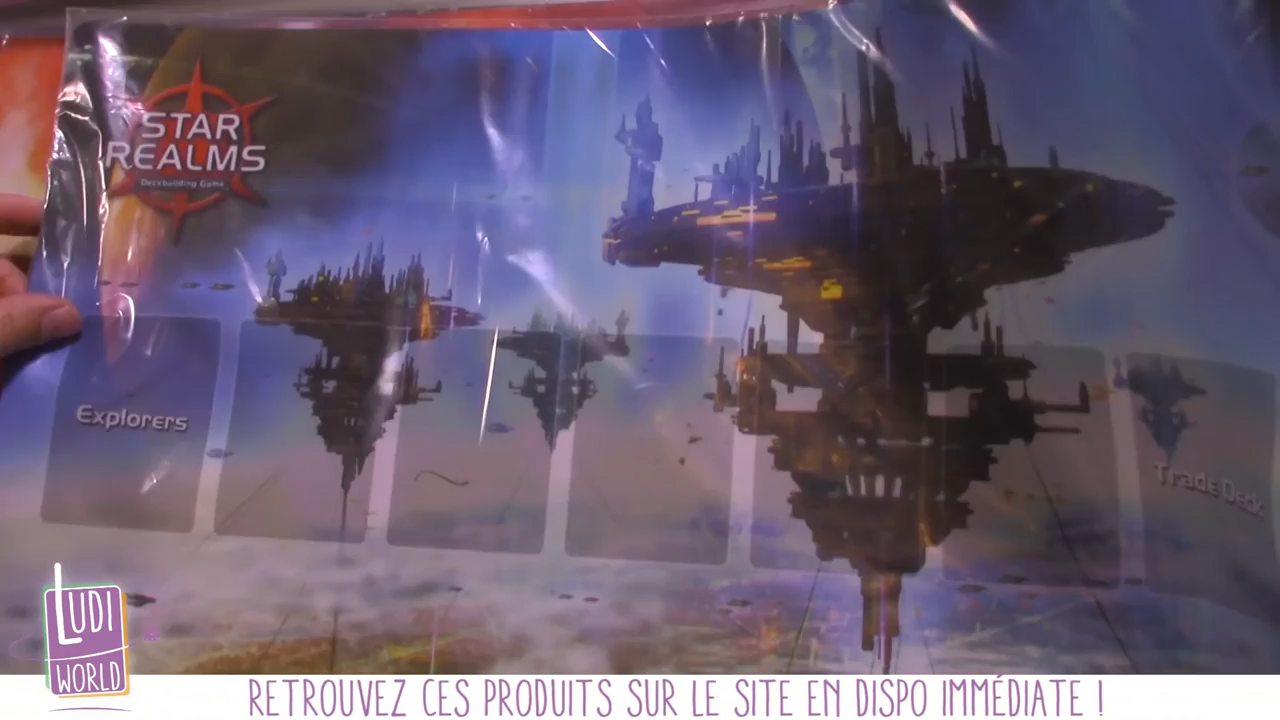 STAR
REALMS
Deckbuilding Game
Explorers
Trade Deck
LUDI
WORLD
RETROUVEZ CES PRODUITS SUR LE SITE EN DISPO IMMÉDIATE !